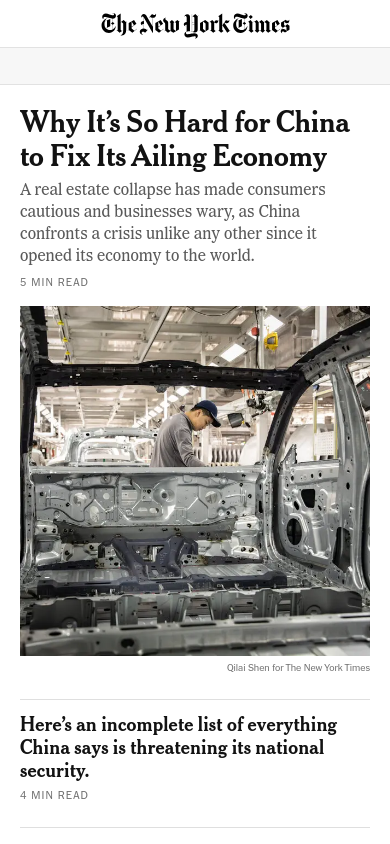 The New York Times
Why It’s So Hard for China
to Fix Its Ailing Economy
A real estate collapse has made consumers
cautious and businesses wary, as China
confronts a crisis unlike any other since it
opened its economy to the world.
5 MIN READ
Qilai Shen for The New York Times
Here’s an incomplete list of everything
China says is threatening its national
security.
4 MIN READ